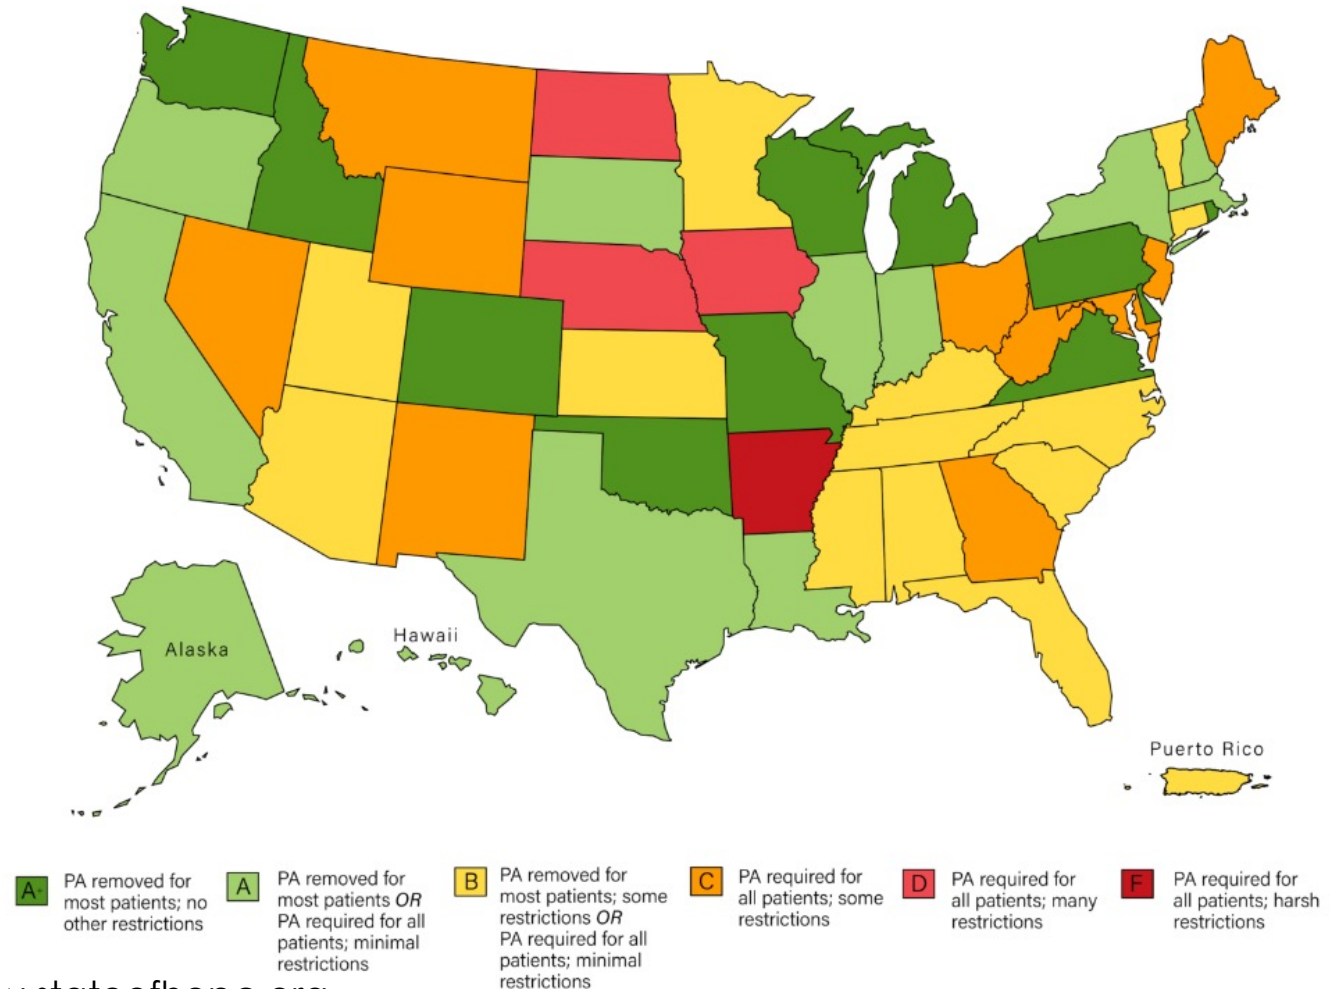 Alaska
Hawaii
Puerto Rico
A+
PA removed for
most patients; no
other restrictions
A
PA removed for
most patients OR
PA required for all
patients; minimal
restrictions
B
PA removed for
most patients; some
restrictions OR
PA required for all
patients; minimal
restrictions
C
PA required for
all patients; some
restrictions
D
PA required for
all patients; many
restrictions
F
PA required for
all patients; harsh
restrictions